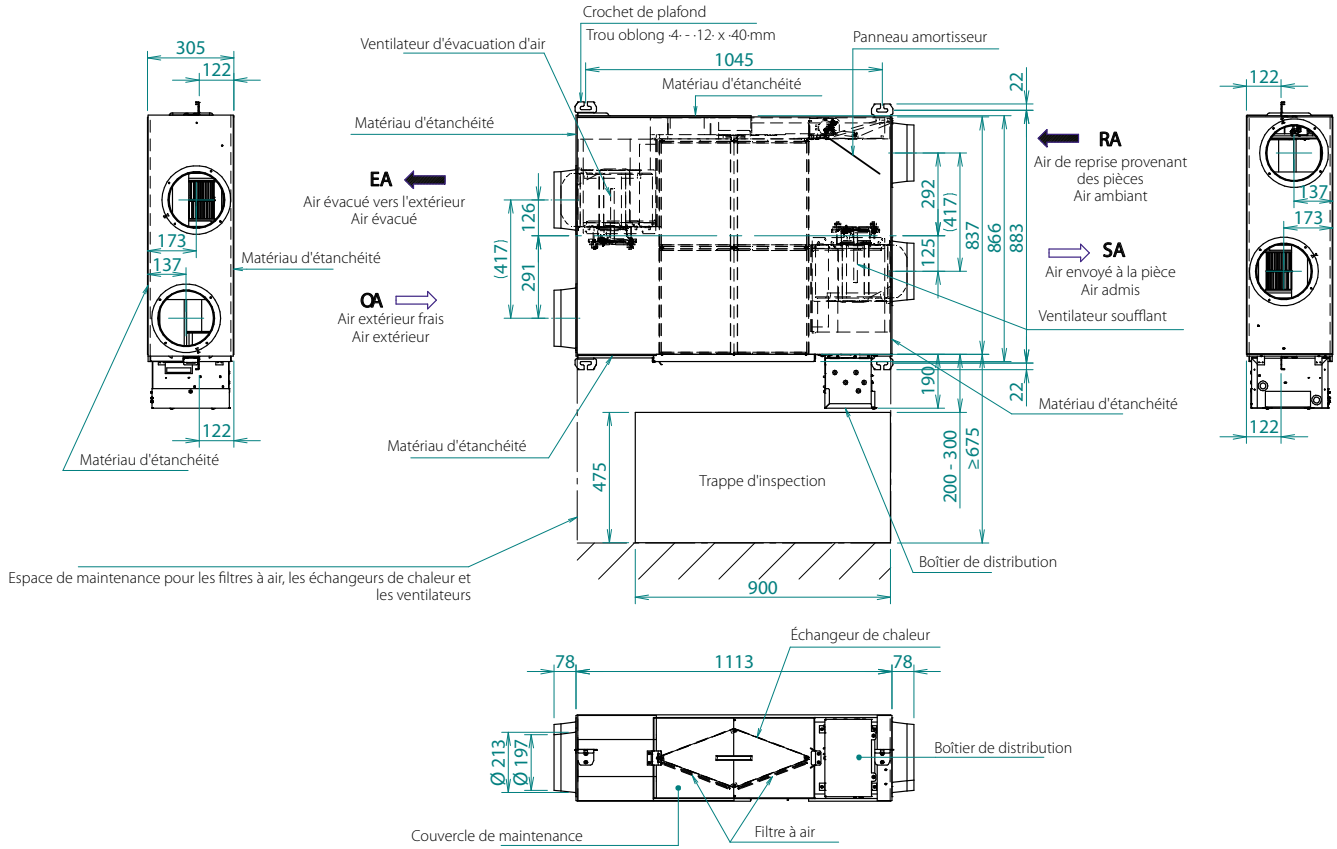 Crochet de plafond
Trou oblong ·4· - ·12· x ·40·mm
Ventilateur d'évacuation d'air
Panneau amortisseur
305
122
1045
22
122
Matériau d'étanchéité
Matériau d'étanchéité
RA
Air de reprise provenant
des pièces
Air ambiant
EA
Air évacué vers l'extérieur
Air évacué
126
(417)
291
292
(417)
125
837
866
883
137
173
173
137
Matériau d'étanchéité
SA
Air envoyé à la pièce
Air admis
OA
Air extérieur frais
Air extérieur
Ventilateur soufflant
190
22
Matériau d'étanchéité
122
122
Matériau d'étanchéité
Matériau d'étanchéité
475
Trappe d'inspection
200 - 300
≥675
Boîtier de distribution
Espace de maintenance pour les filtres à air, les échangeurs de chaleur et
les ventilateurs
900
Échangeur de chaleur
78
1113
78
Ø 213
Ø 197
Boîtier de distribution
Couvercle de maintenance
Filtre à air